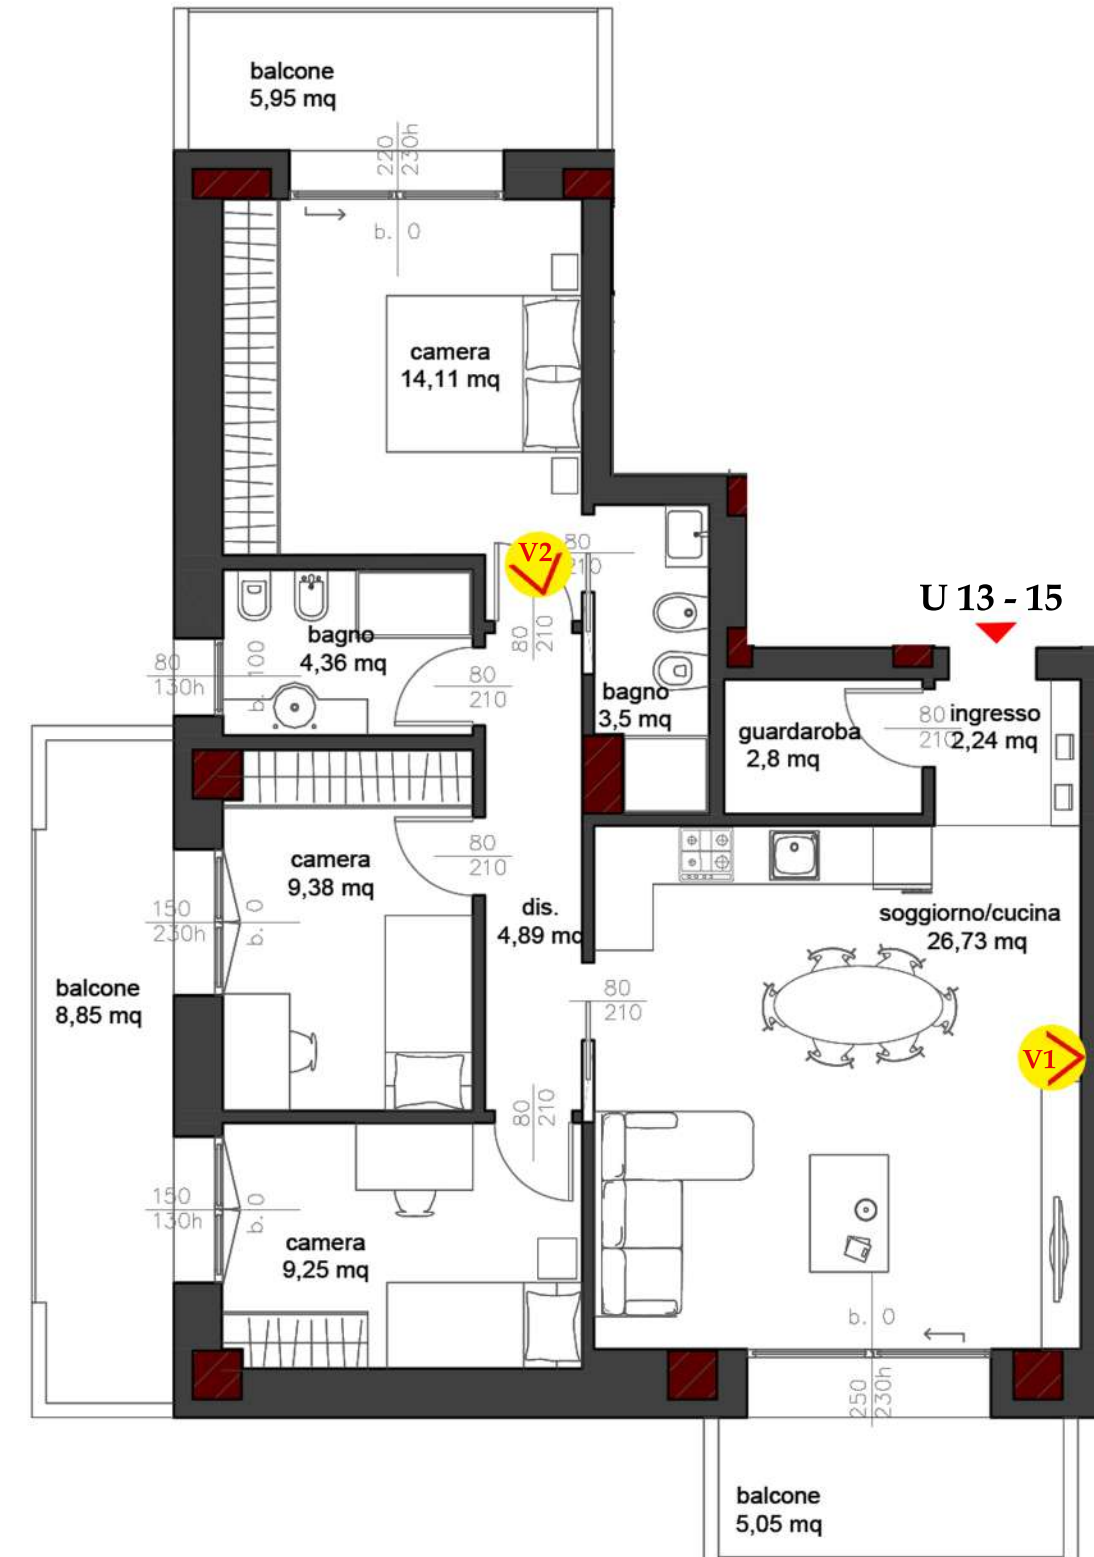 balcone
5,95 mq
220
230h
b. 0
camera
14,11 mq
80
210
V2
U 13 - 15
80
210
bagno
4,36 mq
80
130h
b. 100
80
210
bagno
3,5 mq
guardaroba
2,8 mq
80
210
ingresso
2,24 mq
camera
9,38 mq
80
210
150
230h
b. 0
dis.
4,89 mq
soggiorno/cucina
26,73 mq
balcone
8,85 mq
80
210
V1
80
210
150
130h
b. 0
camera
9,25 mq
b. 0
250
230h
balcone
5,05 mq